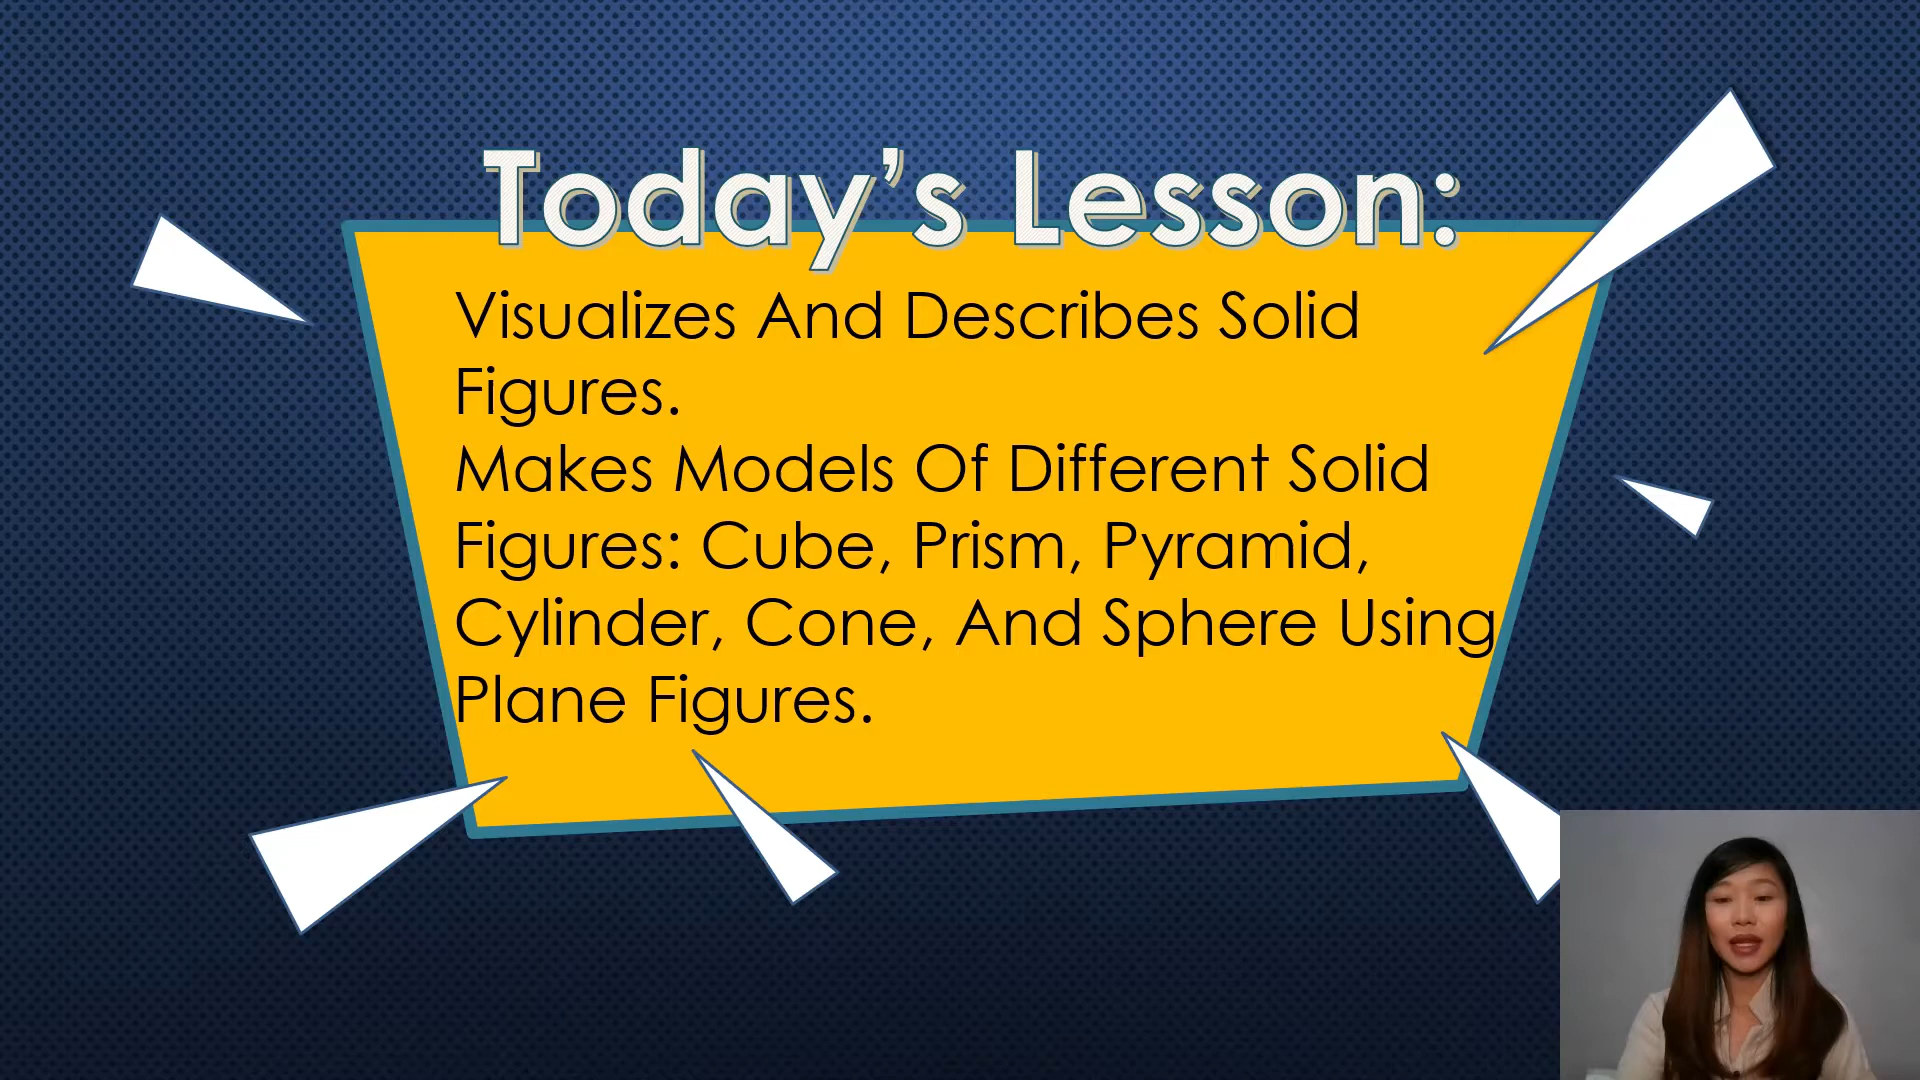 Today’s Lesson:
Visualizes And Describes Solid
Figures.
Makes Models Of Different Solid
Figures: Cube, Prism, Pyramid,
Cylinder, Cone, And Sphere Using
Plane Figures.